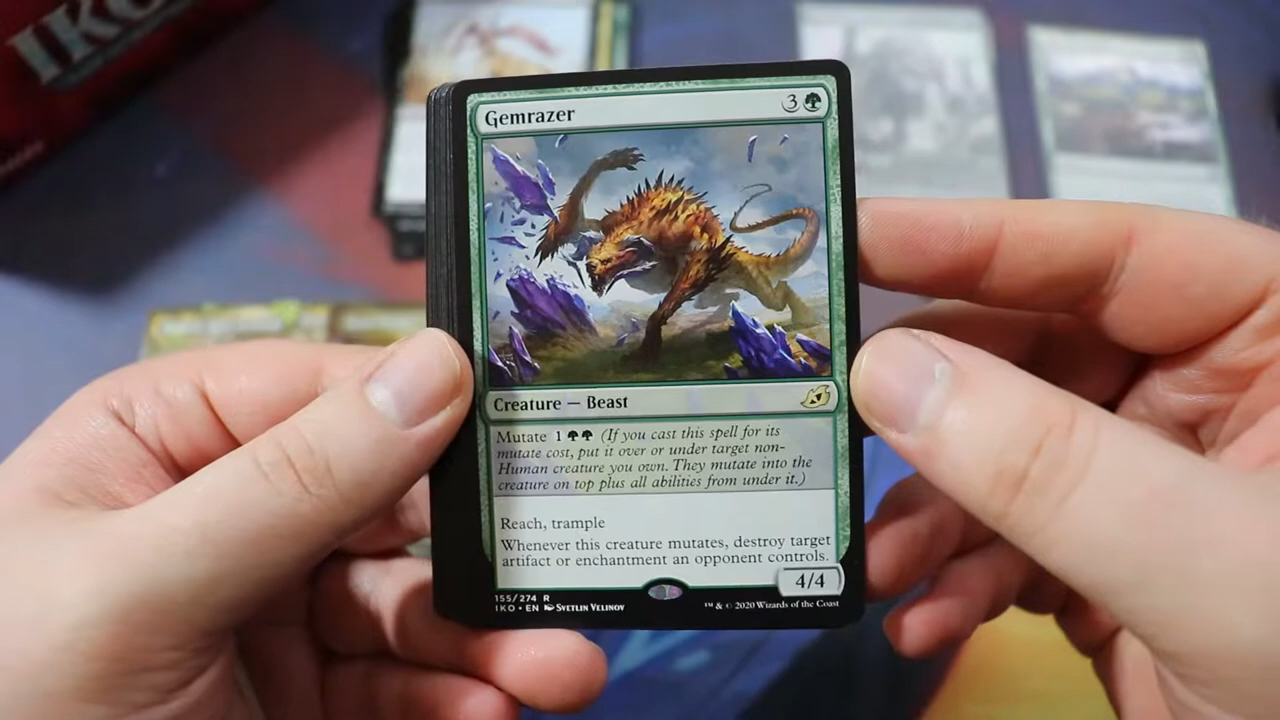 IKO
Gemrazer 3
Creature — Beast
Mutate 1 (If you cast this spell for its
mutate cost, put it over or under target non-
Human creature you own. They mutate into the
creature on top plus all abilities from under it.)
Reach, trample
Whenever this creature mutates, destroy target
artifact or enchantment an opponent controls.
4/4
155/274 R
IKO • EN Svetlin Velinov
™ & © 2020 Wizards of the Coast